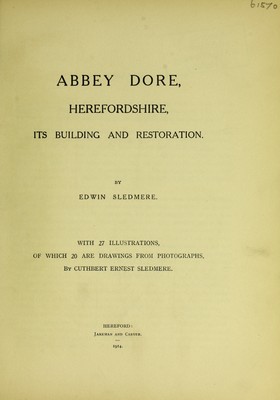 61570
ABBEY DORE,
HEREFORDSHIRE,
ITS BUILDING AND RESTORATION.
BY
EDWIN SLEDMERE.
WITH 27 ILLUSTRATIONS,
OF WHICH 20 ARE DRAWINGS FROM PHOTOGRAPHS,
BY CUTHBERT ERNEST SLEDMERE.
HEREFORD:
JAKEMAN AND CARVER.
1914.